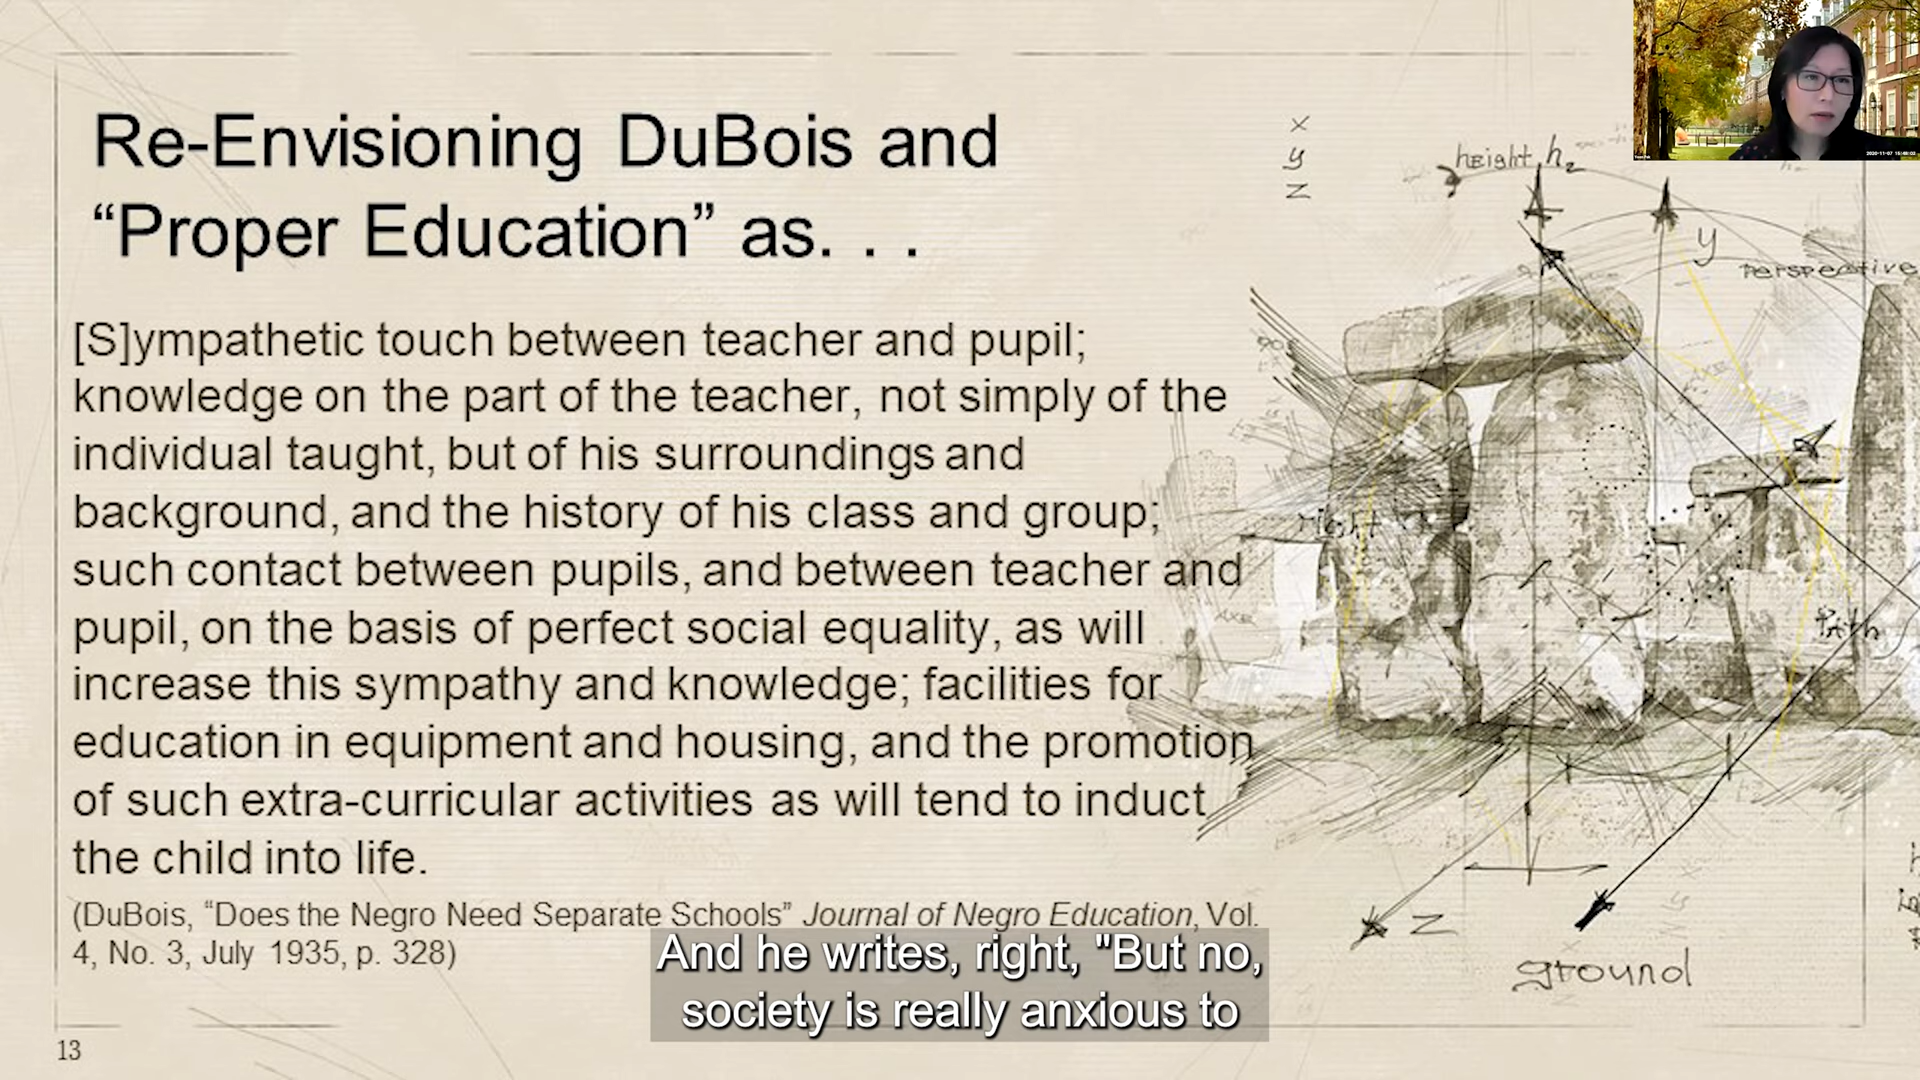 Re-Envisioning DuBois and
“Proper Education” as. . .
[S]ympathetic touch between teacher and pupil;
knowledge on the part of the teacher, not simply of the
individual taught, but of his surroundings and
background, and the history of his class and group;
such contact between pupils, and between teacher and
pupil, on the basis of perfect social equality, as will
increase this sympathy and knowledge; facilities for
education in equipment and housing, and the promotion
of such extra-curricular activities as will tend to induct
the child into life.
(DuBois, “Does the Negro Need Separate Schools” Journal of Negro Education, Vol.
4, No. 3, July 1935, p. 328)
And he writes, right, "But no,
society is really anxious to
13
x
y
z
height h₂
y
perspective
z
ground